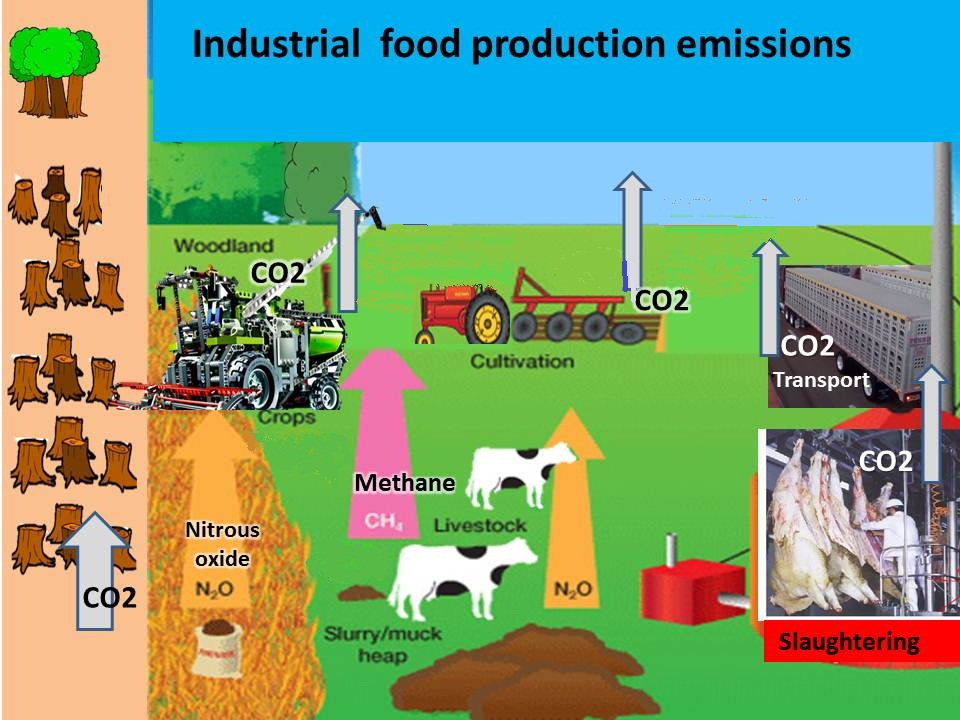 Industrial  food production emissions
Woodland
CO2
CO2
CO2
Transport
Cultivation
Crops
CO2
Methane
CH₄
Livestock
Nitrous
oxide
N₂O
N₂O
CO2
Slurry/muck
heap
Slaughtering